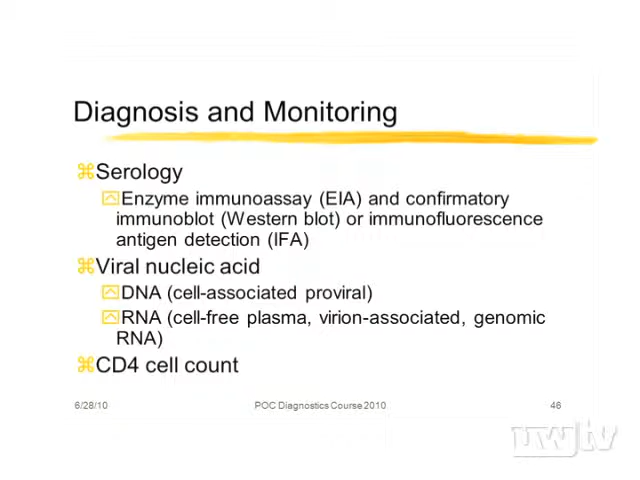 Diagnosis and Monitoring
Serology
Enzyme immunoassay (EIA) and confirmatory
immunoblot (Western blot) or immunofluorescence
antigen detection (IFA)
Viral nucleic acid
DNA (cell-associated proviral)
RNA (cell-free plasma, virion-associated, genomic
RNA)
CD4 cell count
6/28/10 POC Diagnostics Course 2010 46
uwtv